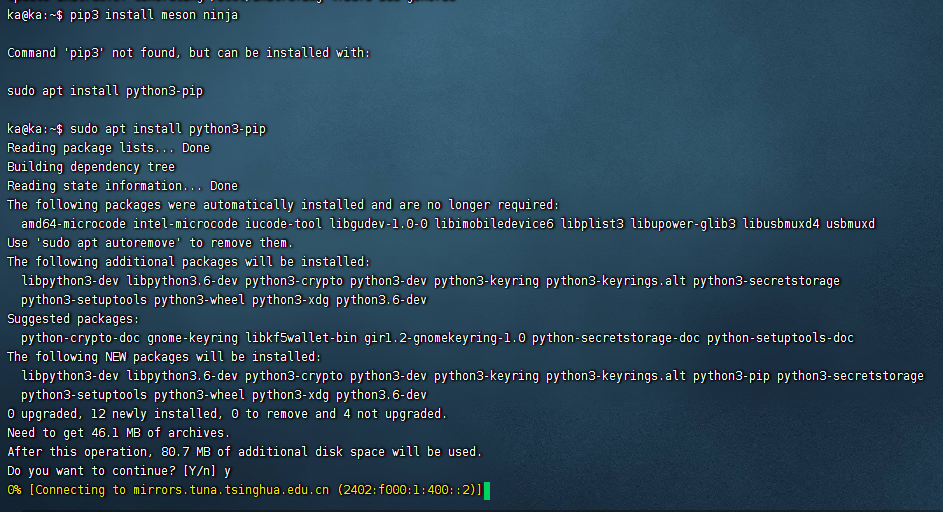 ka@ka:~$ pip3 install meson ninja
Command 'pip3' not found, but can be installed with:
sudo apt install python3-pip
ka@ka:~$ sudo apt install python3-pip
Reading package lists... Done
Building dependency tree
Reading state information... Done
The following packages were automatically installed and are no longer required:
amd64-microcode intel-microcode iucode-tool libgudev-1.0-0 libimobiledevice6 libplist3 libupower-glib3 libusbmuxd4 usbmuxd
Use 'sudo apt autoremove' to remove them.
The following additional packages will be installed:
libpython3-dev libpython3.6-dev python3-crypto python3-dev python3-keyring python3-keyrings.alt python3-secretstorage
python3-setuptools python3-wheel python3-xdg python3.6-dev
Suggested packages:
python-crypto-doc gnome-keyring libkf5wallet-bin gir1.2-gnomekeyring-1.0 python-secretstorage-doc python-setuptools-doc
The following NEW packages will be installed:
libpython3-dev libpython3.6-dev python3-crypto python3-dev python3-keyring python3-keyrings.alt python3-pip python3-secretstorage
python3-setuptools python3-wheel python3-xdg python3.6-dev
0 upgraded, 12 newly installed, 0 to remove and 4 not upgraded.
Need to get 46.1 MB of archives.
After this operation, 80.7 MB of additional disk space will be used.
Do you want to continue? [Y/n] y
0% [Connecting to mirrors.tuna.tsinghua.edu.cn (2402:f000:1:400::2)]